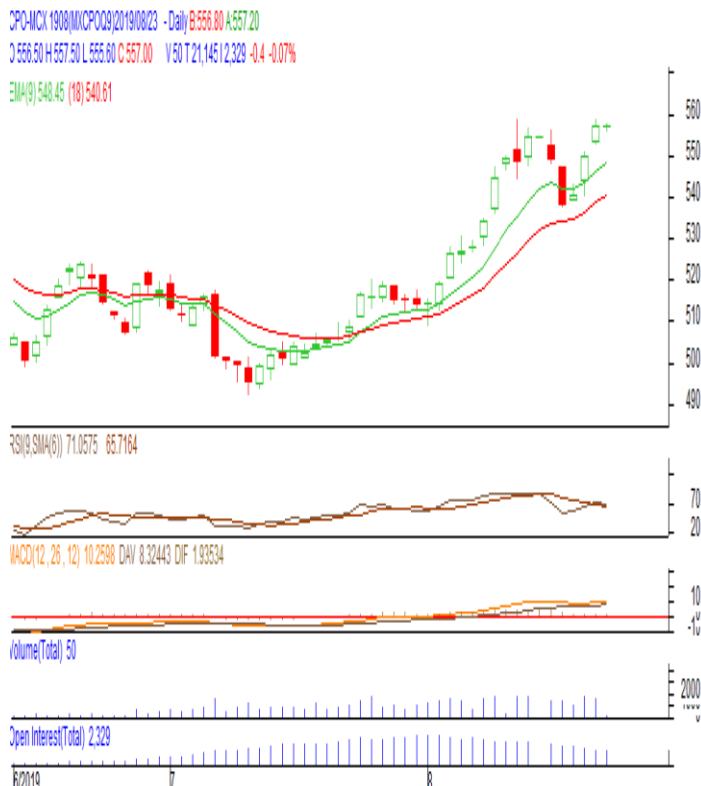 CPO-MCX 1908(MXCPOQ9)2019/08/23 - Daily B:556.80 A:557.20
O 556.50 H 557.50 L 555.60 C 557.00 V 50 T 21,145 I 2,329 -0.4 -0.07%
EMA(9) 548.45 (18) 540.61
560
550
540
530
520
510
500
490
RSI(9,SMA(6)) 71.0575 65.7164
70
20
MACD(12 , 26 , 12) 10.2598 DAV 8.32443 DIF 1.93534
10
Volume(Total) 50
2000
Open Interest(Total) 2,329
6/2019 7 8